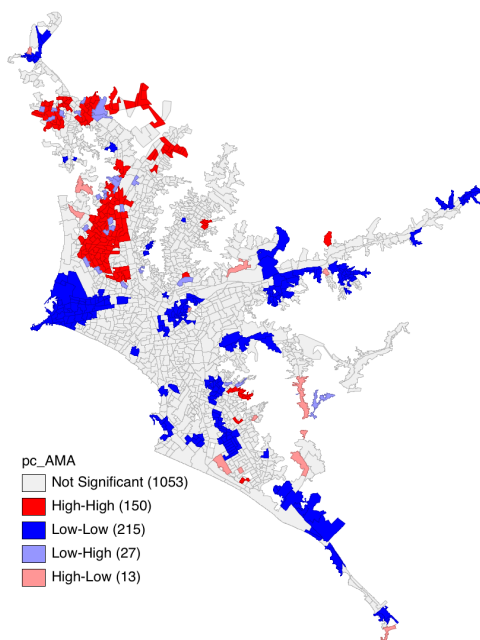 pc_AMA
Not Significant (1053)
High-High (150)
Low-Low (215)
Low-High (27)
High-Low (13)